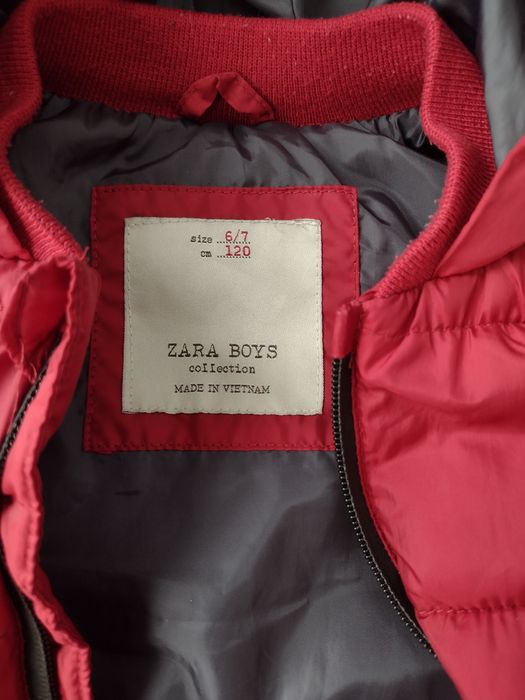 size ....6/7
cm ....120
ZARA BOYS
collection
MADE IN VIETNAM